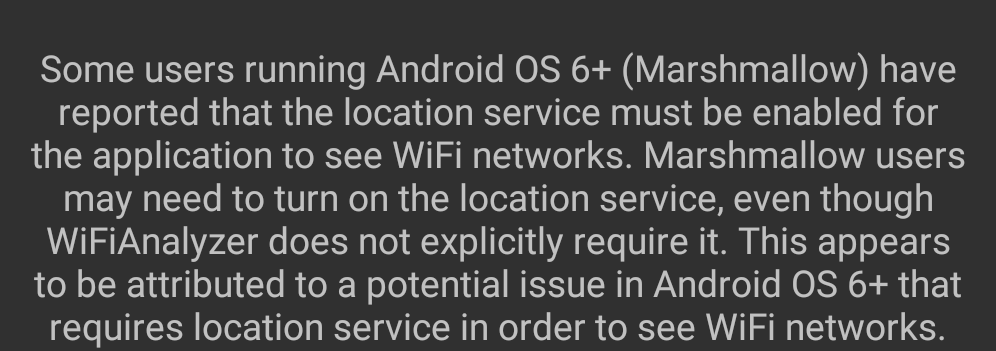 Some users running Android OS 6+ (Marshmallow) have
reported that the location service must be enabled for
the application to see WiFi networks. Marshmallow users
may need to turn on the location service, even though
WiFiAnalyzer does not explicitly require it. This appears
to be attributed to a potential issue in Android OS 6+ that
requires location service in order to see WiFi networks.